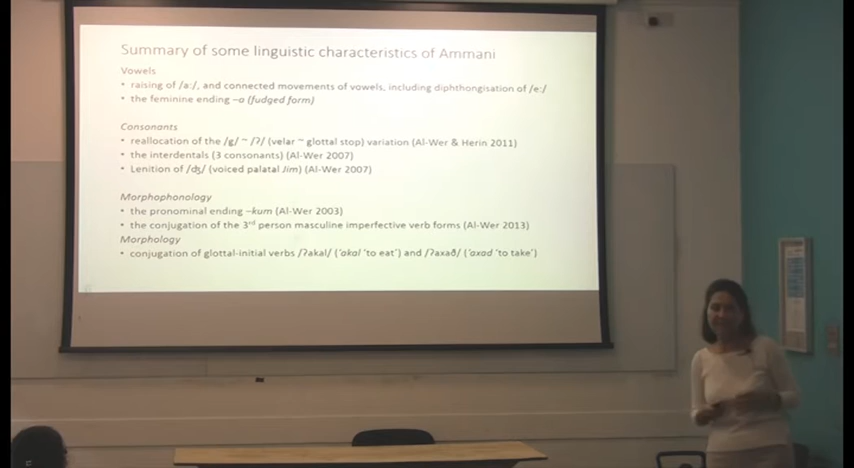 Summary of some linguistic characteristics of Ammani
Vowels
• raising of /a:/, and connected movements of vowels, including diphthongisation of /e:/
• the feminine ending –a (fudged form)
Consonants
• reallocation of the /g/ ~ /ʔ/ (velar ~ glottal stop) variation (Al-Wer & Herin 2011)
• the interdentals (3 consonants) (Al-Wer 2007)
• Lenition of /ʤ/ (voiced palatal Jim) (Al-Wer 2007)
Morphophonology
• the pronominal ending –kum (Al-Wer 2003)
• the conjugation of the 3rd person masculine imperfective verb forms (Al-Wer 2013)
Morphology
• conjugation of glottal-initial verbs /ʔakal/ ('akal 'to eat') and /ʔaxað/ ('axad 'to take')